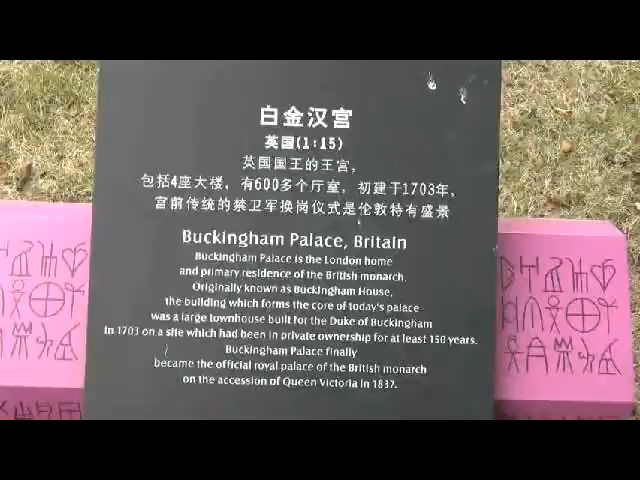 白金汉宫
英国(1:15)
英国国王的王宫，
包括4座大楼，有600多个厅室，初建于1703年、
宫前传统的禁卫军换岗仪式是伦敦特有盛景
Buckingham Palace, Britain
Buckingham Palace is the London home
and primary residence of the British monarch.
Originally known as Buckingham House,
the building which forms the core of today's palace
was a large townhouse built for the Duke of Buckingham
in 1703 on a site which had been in private ownership for at least 150 years.
Buckingham Palace finally
became the official royal palace of the British monarch
on the accession of Queen Victoria in 1837.